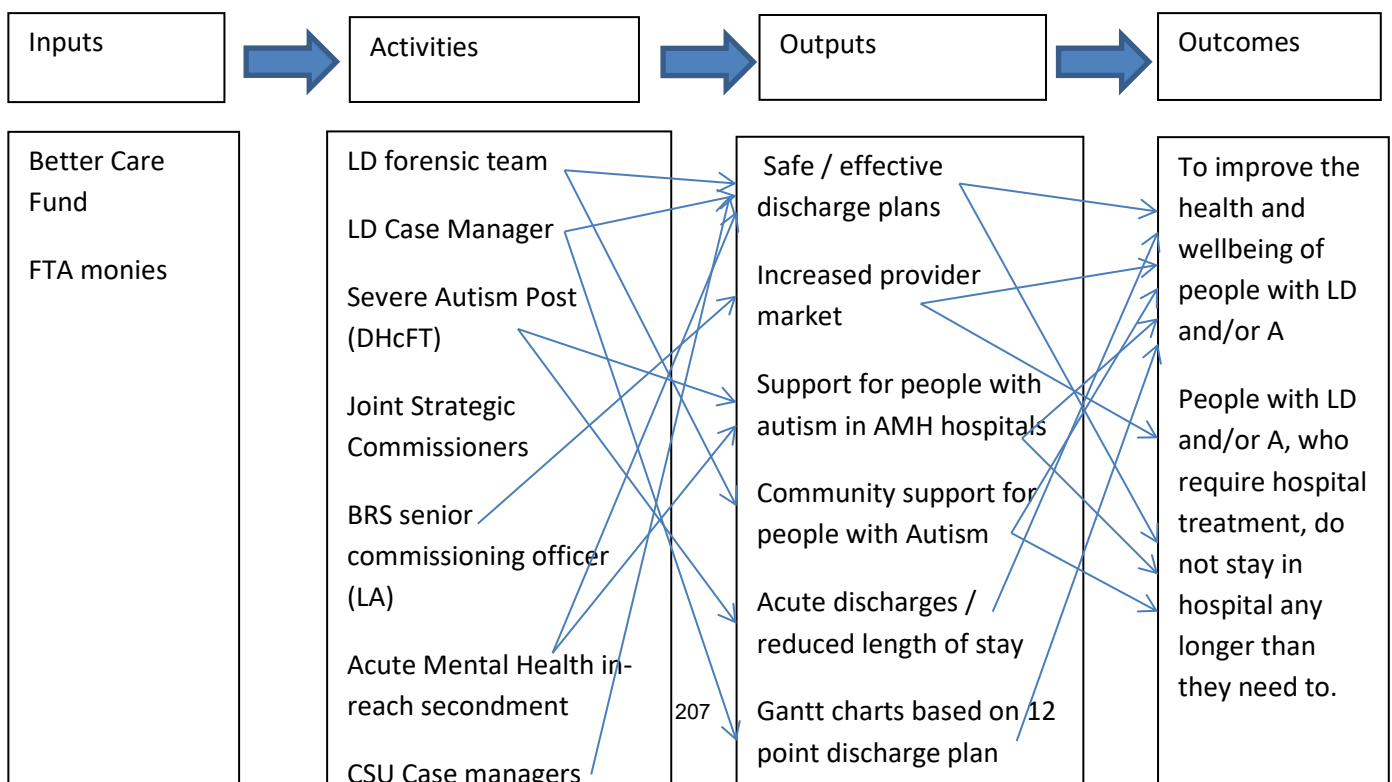 Inputs
Activities
Outputs
Outcomes
Better Care
Fund
FTA monies
LD forensic team
LD Case Manager
Severe Autism Post
(DHcFT)
Joint Strategic
Commissioners
BRS senior
commissioning officer
(LA)
Acute Mental Health in-
reach secondment
CSU Case managers
Safe / effective
discharge plans
Increased provider
market
Support for people with
autism in AMH hospitals
Community support for
people with Autism
Acute discharges /
reduced length of stay
Gantt charts based on 12
point discharge plan
To improve the
health and
wellbeing of
people with LD
and/or A
People with LD
and/or A, who
require hospital
treatment, do
not stay in
hospital any
longer than
they need to.
207